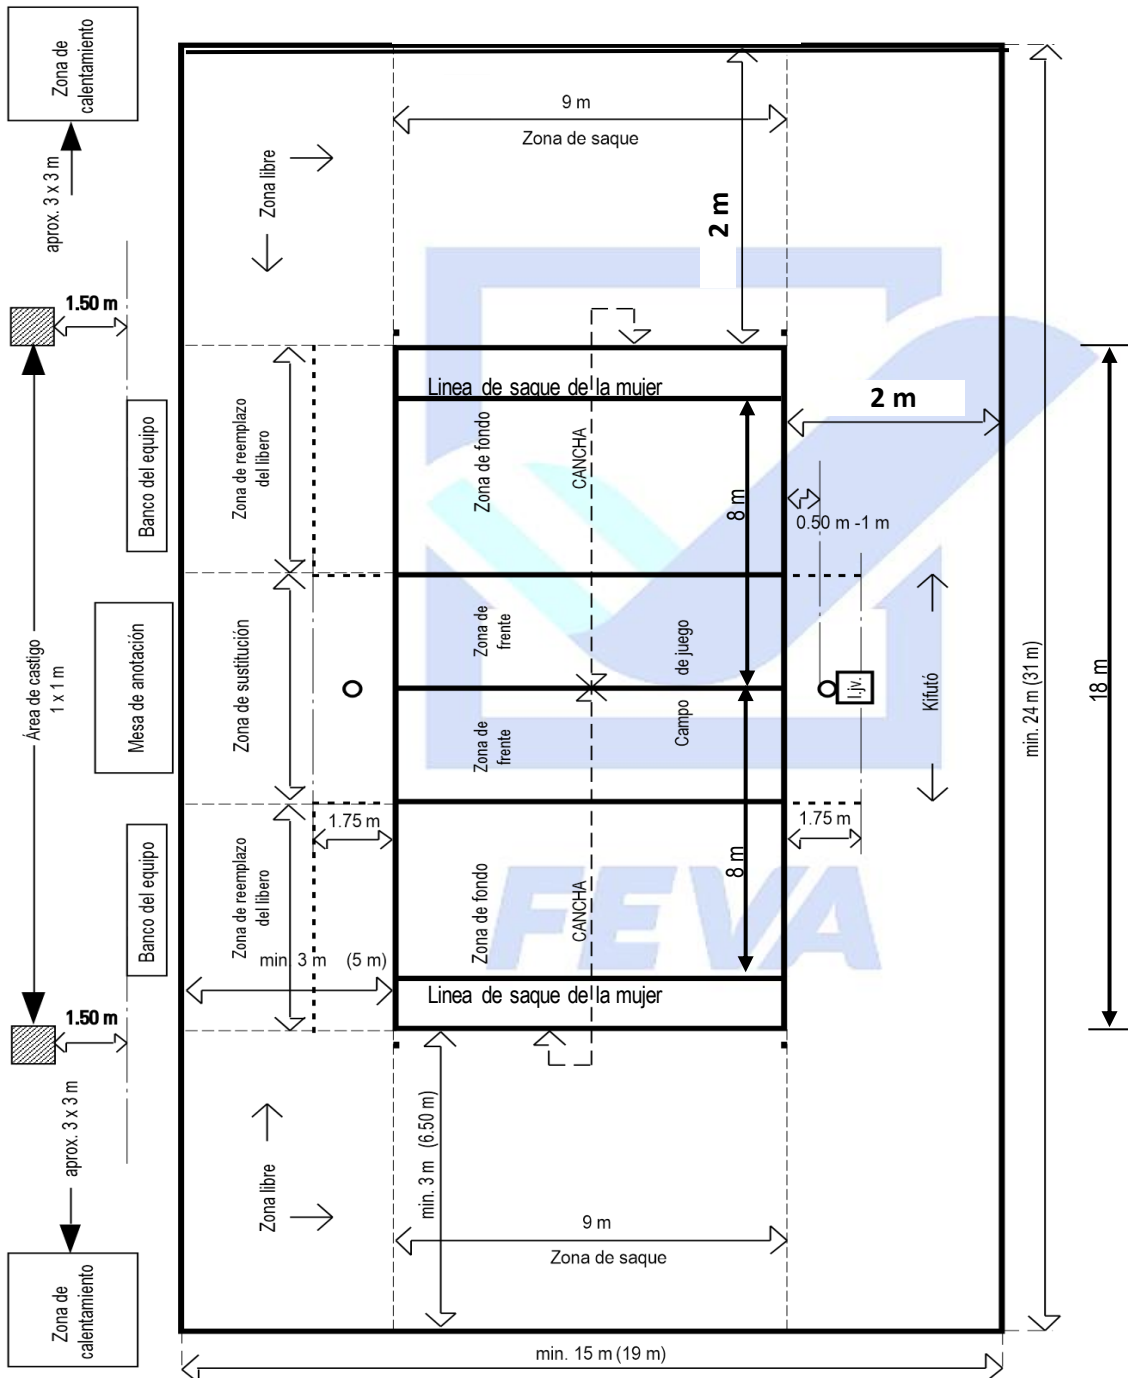 Zona de
calentamiento
aprox. 3 x 3 m
1.50 m
Área de castigo
1 x 1 m
1.50 m
aprox. 3 x 3 m
Zona de
calentamiento
Banco del equipo
Mesa de anotación
Banco del equipo
Zona libre
9 m
Zona de saque
2 m
Zona de reemplazo
del libero
Zona de sustitución
Zona de reemplazo
del libero
Linea de saque de la mujer
Zona de fondo
CANCHA
8 m
2 m
0.50 m -1 m
Zona de
frente
de juego
Campo
Zona de
frente
I.jv.
Kifutó
1.75 m
1.75 m
8 m
Zona de fondo
CANCHA
FEVA
min. 3 m (5 m)
Linea de saque de la mujer
min. 24 m (31 m)
18 m
Zona libre
min. 3 m (6.50 m)
9 m
Zona de saque
min. 15 m (19 m)